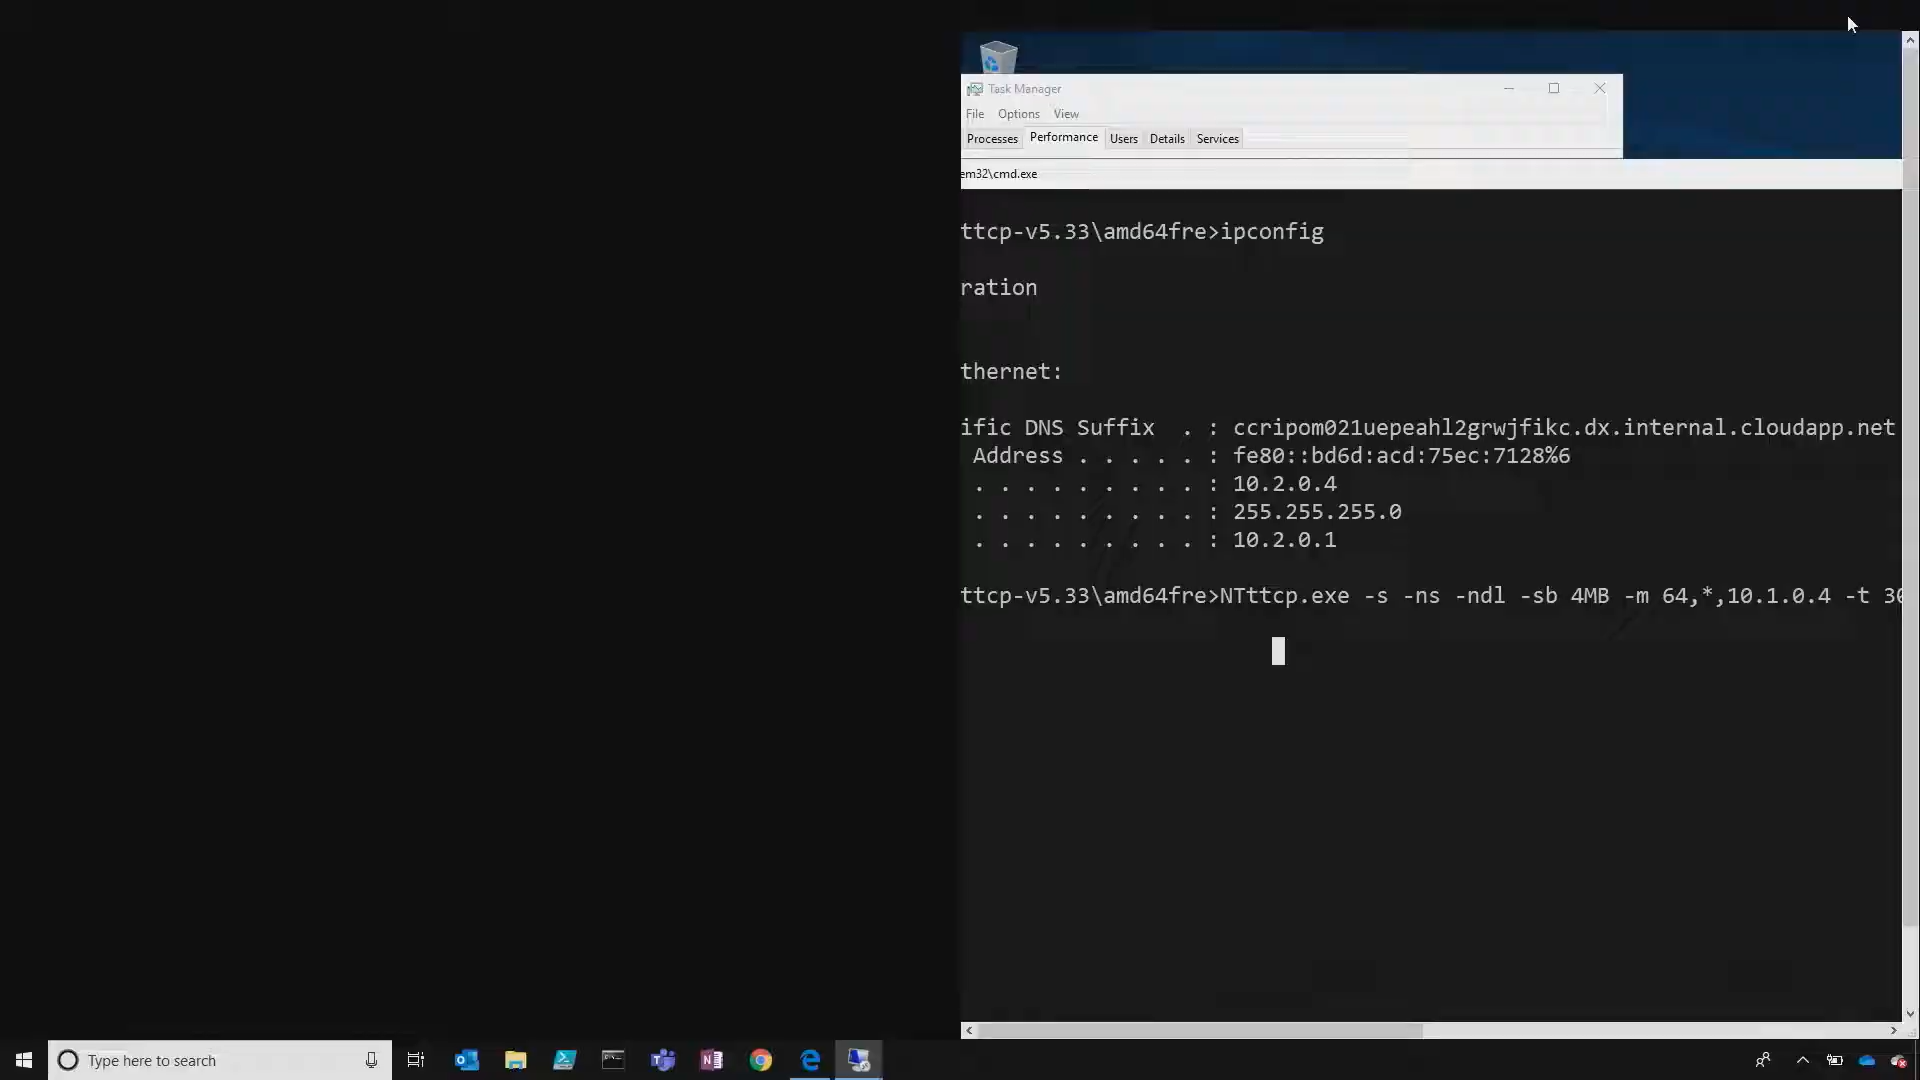 Task Manager
File Options View
Processes Performance Users Details Services
em32\cmd.exe
ttcp-v5.33\amd64fre>ipconfig
ration
thernet:
ific DNS Suffix . : ccripom021uepeahl2grwjfikc.dx.internal.cloudapp.net
Address . . . . . : fe80::bd6d:acd:75ec:7128%6
. . . . . . . . . : 10.2.0.4
. . . . . . . . . : 255.255.255.0
. . . . . . . . . : 10.2.0.1
ttcp-v5.33\amd64fre>NTttcp.exe -s -ns -ndl -sb 4MB -m 64,*,10.1.0.4 -t 30
Type here to search